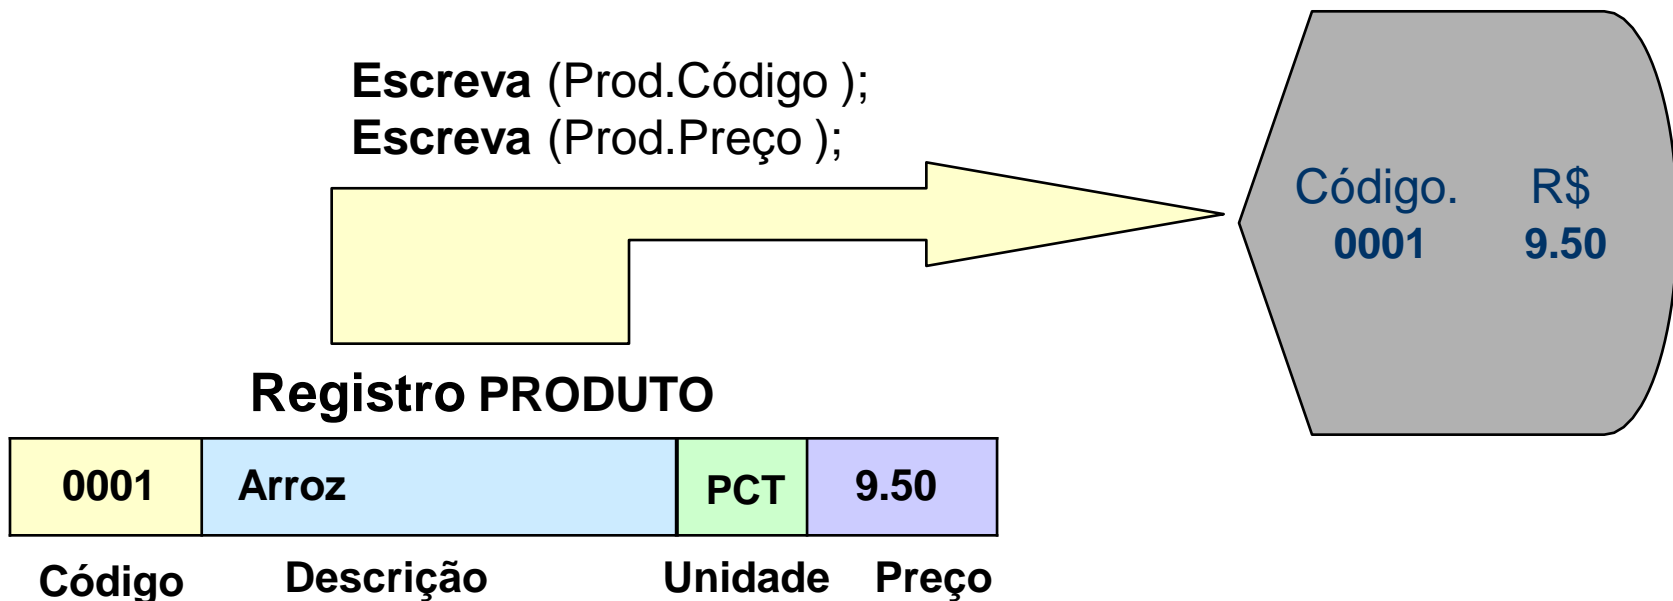 Escreva (Prod.Código );
Escreva (Prod.Preço );
Código. R$
0001 9.50
Registro PRODUTO
0001 Arroz PCT 9.50
Código Descrição Unidade Preço